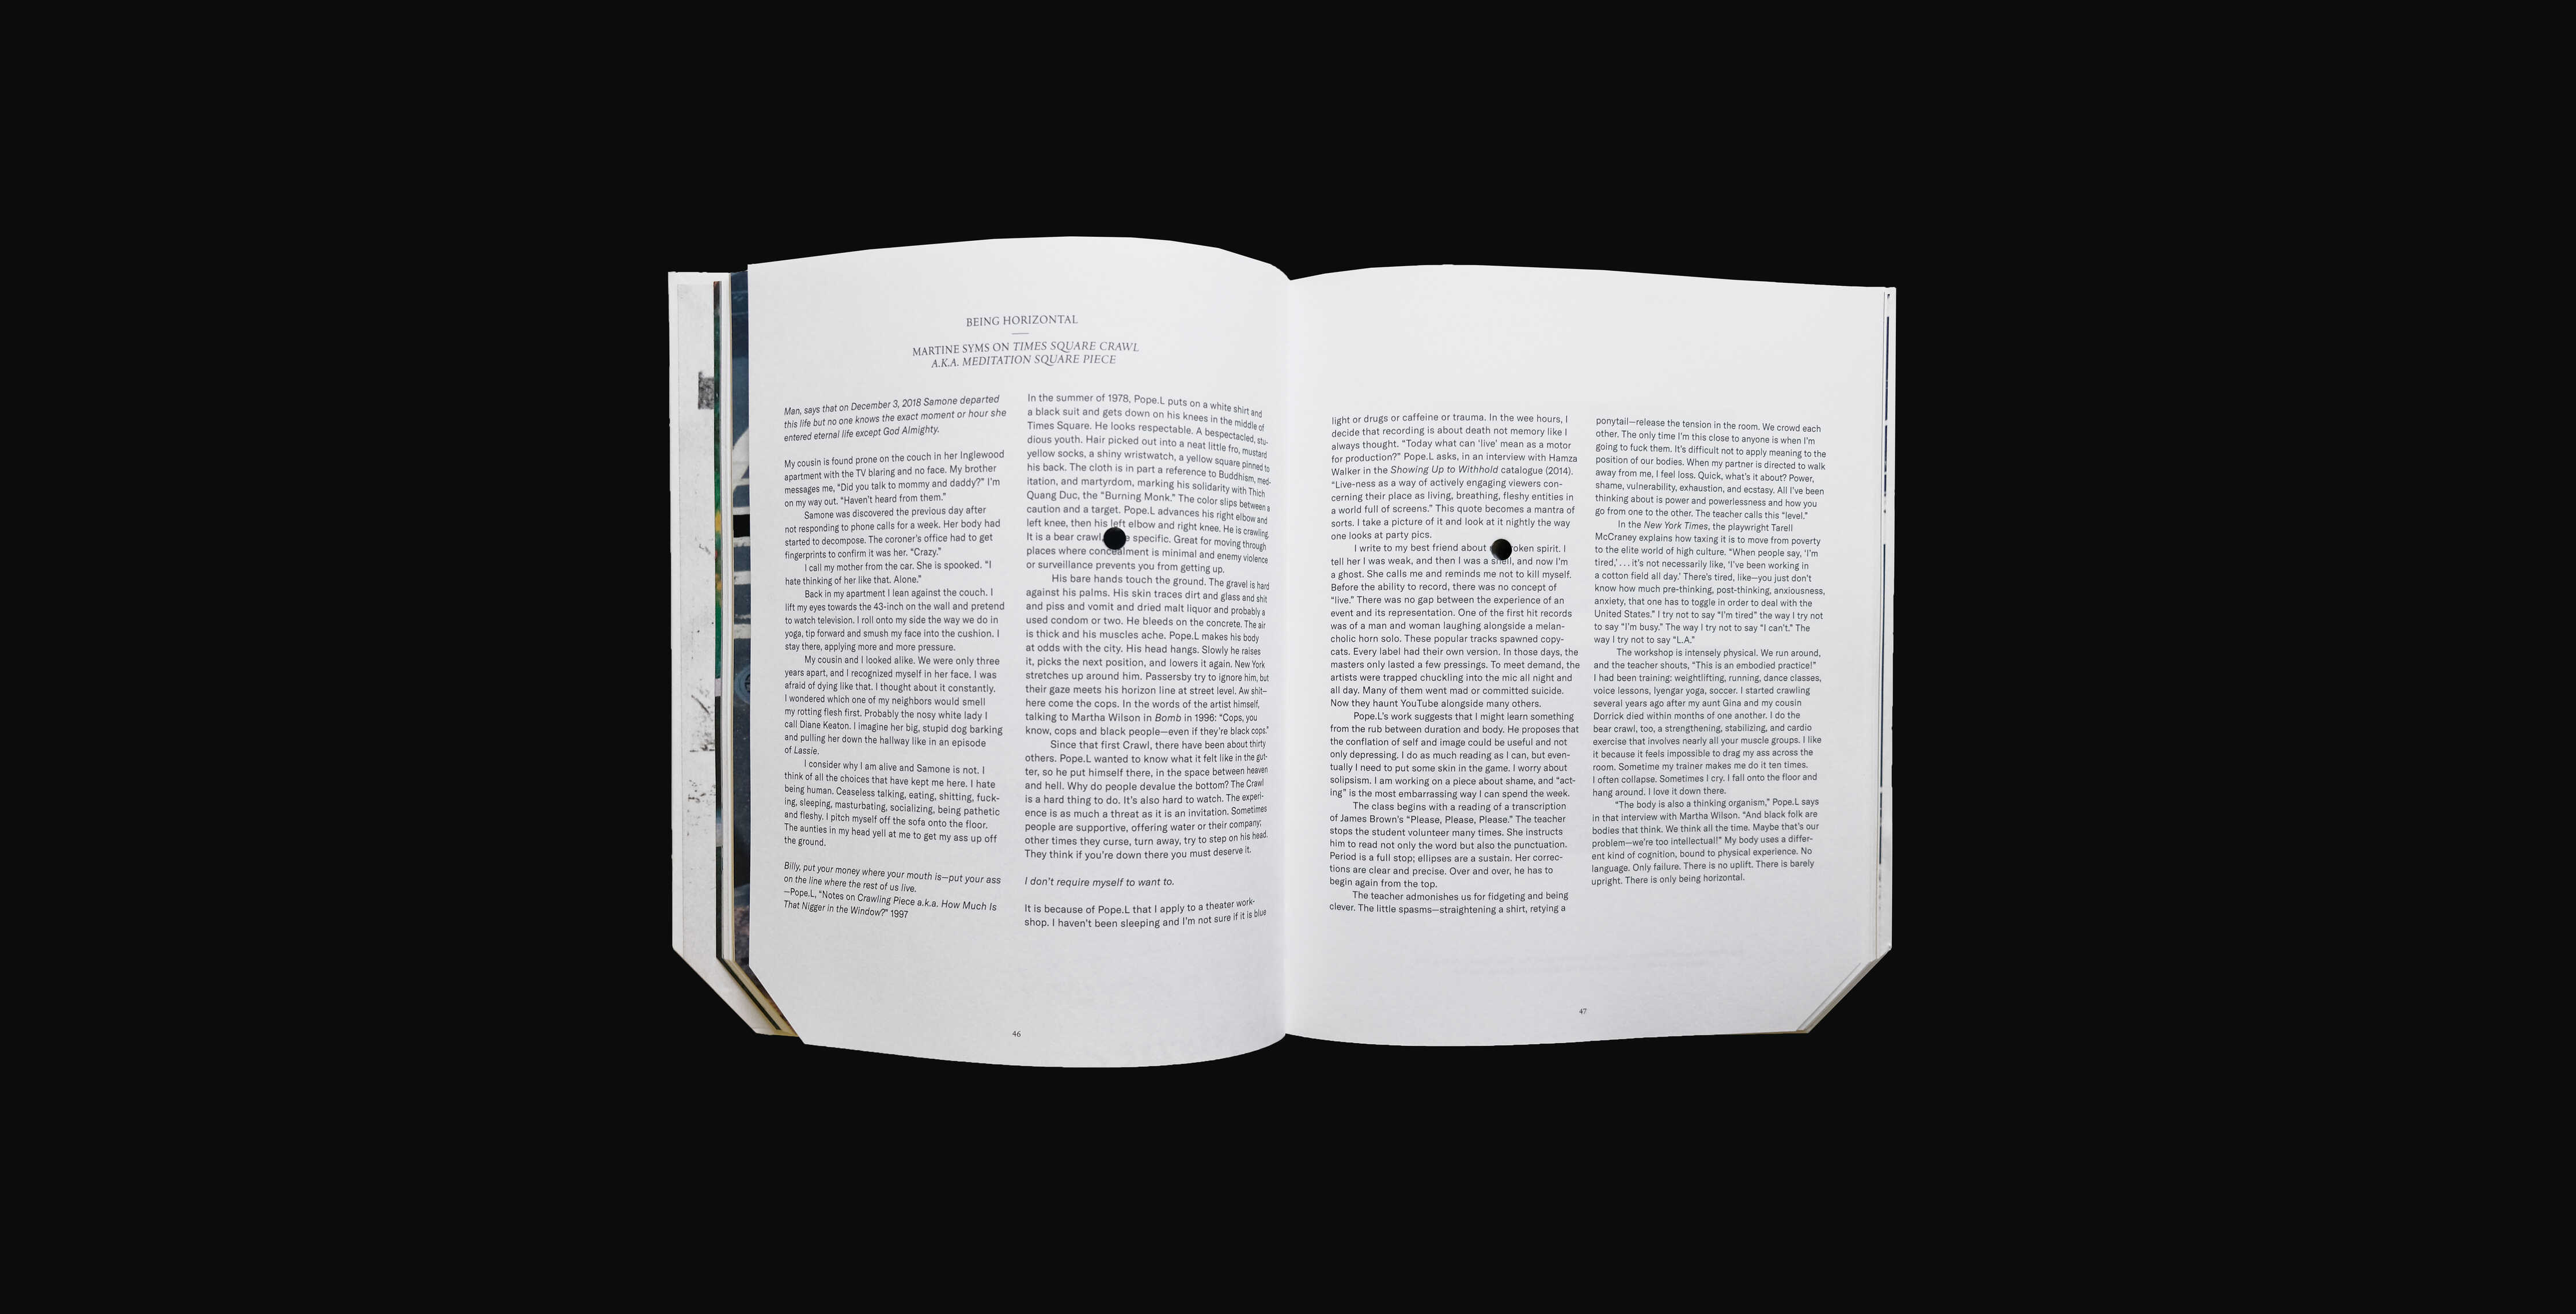 BEING HORIZONTAL
MARTINE SYMS ON TIMES SQUARE CRAWL
A.K.A. MEDITATION SQUARE PIECE
Man, says that on December 3, 2018 Samone departed
this life but no one knows the exact moment or hour she
entered eternal life except God Almighty.
My cousin is found prone on the couch in her Inglewood
apartment with the TV blaring and no face. My brother
messages me, “Did you talk to mommy and daddy?” I’m
on my way out. “Haven’t heard from them.”
Samone was discovered the previous day after
not responding to phone calls for a week. Her body had
started to decompose. The coroner’s office had to get
fingerprints to confirm it was her. “Crazy.”
I call my mother from the car. She is spooked. “I
hate thinking of her like that. Alone.”
Back in my apartment I lean against the couch. I
lift my eyes towards the 43-inch on the wall and pretend
to watch television. I roll onto my side the way we do in
yoga, tip forward and smush my face into the cushion. I
stay there, applying more and more pressure.
My cousin and I looked alike. We were only three
years apart, and I recognized myself in her face. I was
afraid of dying like that. I thought about it constantly.
I wondered which one of my neighbors would smell
my rotting flesh first. Probably the nosy white lady I
call Diane Keaton. I imagine her big, stupid dog barking
and pulling her down the hallway like in an episode
of Lassie.
I consider why I am alive and Samone is not. I
think of all the choices that have kept me here. I hate
being human. Ceaseless talking, eating, shitting, fuck-
ing, sleeping, masturbating, socializing, being pathetic
and fleshy. I pitch myself off the sofa onto the floor.
The aunties in my head yell at me to get my ass up off
the ground.
Billy, put your money where your mouth is—put your ass
on the line where the rest of us live.
—Pope.L, “Notes on Crawling Piece a.k.a. How Much Is
That Nigger in the Window?” 1997
In the summer of 1978, Pope.L puts on a white shirt and
a black suit and gets down on his knees in the middle of
Times Square. He looks respectable. A bespectacled, stu-
dious youth. Hair picked out into a neat little fro, mustard
yellow socks, a shiny wristwatch, a yellow square pinned to
his back. The cloth is in part a reference to Buddhism, med-
itation, and martyrdom, marking his solidarity with Thich
Quang Duc, the “Burning Monk.” The color slips between a
caution and a target. Pope.L advances his right elbow and
left knee, then his left elbow and right knee. He is crawling.
It is a bear crawl, specific. Great for moving through
places where concealment is minimal and enemy violence
or surveillance prevents you from getting up.
His bare hands touch the ground. The gravel is hard
against his palms. His skin traces dirt and glass and shit
and piss and vomit and dried malt liquor and probably a
used condom or two. He bleeds on the concrete. The air
is thick and his muscles ache. Pope.L makes his body
at odds with the city. His head hangs. Slowly he raises
it, picks the next position, and lowers it again. New York
stretches up around him. Passersby try to ignore him, but
their gaze meets his horizon line at street level. Aw shit—
here come the cops. In the words of the artist himself,
talking to Martha Wilson in Bomb in 1996: “Cops, you
know, cops and black people—even if they’re black cops.”
Since that first Crawl, there have been about thirty
others. Pope.L wanted to know what it felt like in the gut-
ter, so he put himself there, in the space between heaven
and hell. Why do people devalue the bottom? The Crawl
is a hard thing to do. It’s also hard to watch. The experi-
ence is as much a threat as it is an invitation. Sometimes
people are supportive, offering water or their company;
other times they curse, turn away, try to step on his head.
They think if you’re down there you must deserve it.
I don’t require myself to want to.
It is because of Pope.L that I apply to a theater work-
shop. I haven’t been sleeping and I’m not sure if it is blue
46
light or drugs or caffeine or trauma. In the wee hours, I
decide that recording is about death not memory like I
always thought. “Today what can ‘live’ mean as a motor
for production?” Pope.L asks, in an interview with Hamza
Walker in the Showing Up to Withhold catalogue (2014).
“Live-ness as a way of actively engaging viewers con-
cerning their place as living, breathing, fleshy entities in
a world full of screens.” This quote becomes a mantra of
sorts. I take a picture of it and look at it nightly the way
one looks at party pics.
I write to my best friend about oken spirit. I
tell her I was weak, and then I was a shell, and now I’m
a ghost. She calls me and reminds me not to kill myself.
Before the ability to record, there was no concept of
“live.” There was no gap between the experience of an
event and its representation. One of the first hit records
was of a man and woman laughing alongside a melan-
cholic horn solo. These popular tracks spawned copy-
cats. Every label had their own version. In those days, the
masters only lasted a few pressings. To meet demand, the
artists were trapped chuckling into the mic all night and
all day. Many of them went mad or committed suicide.
Now they haunt YouTube alongside many others.
Pope.L’s work suggests that I might learn something
from the rub between duration and body. He proposes that
the conflation of self and image could be useful and not
only depressing. I do as much reading as I can, but even-
tually I need to put some skin in the game. I worry about
solipsism. I am working on a piece about shame, and “act-
ing” is the most embarrassing way I can spend the week.
The class begins with a reading of a transcription
of James Brown’s “Please, Please, Please.” The teacher
stops the student volunteer many times. She instructs
him to read not only the word but also the punctuation.
Period is a full stop; ellipses are a sustain. Her correc-
tions are clear and precise. Over and over, he has to
begin again from the top.
The teacher admonishes us for fidgeting and being
clever. The little spasms—straightening a shirt, retying a
ponytail—release the tension in the room. We crowd each
other. The only time I’m this close to anyone is when I’m
going to fuck them. It’s difficult not to apply meaning to the
position of our bodies. When my partner is directed to walk
away from me, I feel loss. Quick, what’s it about? Power,
shame, vulnerability, exhaustion, and ecstasy. All I’ve been
thinking about is power and powerlessness and how you
go from one to the other. The teacher calls this “level.”
In the New York Times, the playwright Tarell
McCraney explains how taxing it is to move from poverty
to the elite world of high culture. “When people say, ‘I’m
tired,’ . . . it’s not necessarily like, ‘I’ve been working in
a cotton field all day.’ There’s tired, like—you just don’t
know how much pre-thinking, post-thinking, anxiousness,
anxiety, that one has to toggle in order to deal with the
United States.” I try not to say “I’m tired” the way I try not
to say “I’m busy.” The way I try not to say “I can’t.” The
way I try not to say “L.A.”
The workshop is intensely physical. We run around,
and the teacher shouts, “This is an embodied practice!”
I had been training: weightlifting, running, dance classes,
voice lessons, Iyengar yoga, soccer. I started crawling
several years ago after my aunt Gina and my cousin
Dorrick died within months of one another. I do the
bear crawl, too, a strengthening, stabilizing, and cardio
exercise that involves nearly all your muscle groups. I like
it because it feels impossible to drag my ass across the
room. Sometime my trainer makes me do it ten times.
I often collapse. Sometimes I cry. I fall onto the floor and
hang around. I love it down there.
“The body is also a thinking organism,” Pope.L says
in that interview with Martha Wilson. “And black folk are
bodies that think. We think all the time. Maybe that’s our
problem—we’re too intellectual!” My body uses a differ-
ent kind of cognition, bound to physical experience. No
language. Only failure. There is no uplift. There is barely
upright. There is only being horizontal.
47